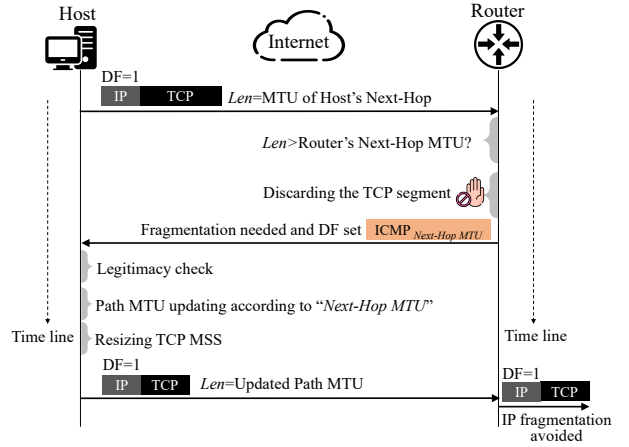 Host
Internet
Router
DF=1
IP TCP Len=MTU of Host's Next-Hop
Len>Router's Next-Hop MTU?
Discarding the TCP segment
Fragmentation needed and DF set ICMP Next-Hop MTU
Legitimacy check
Path MTU updating according to “Next-Hop MTU”
Time line
Resizing TCP MSS
Time line
DF=1
IP TCP Len=Updated Path MTU
DF=1
IP TCP
IP fragmentation
avoided